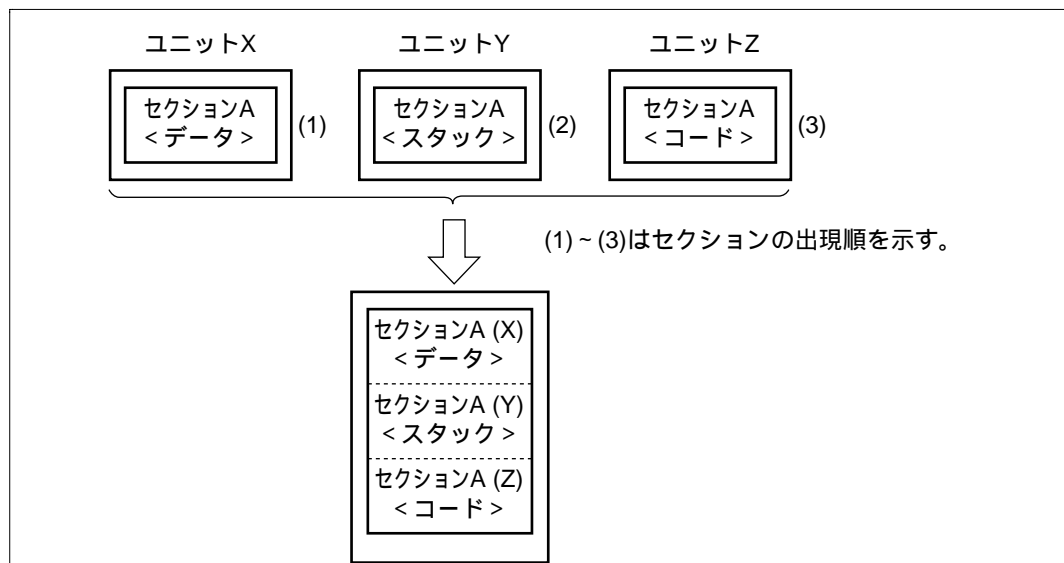 ユニットX
ユニットY
ユニットZ
セクションA
<データ>
(1)
セクションA
<スタック>
(2)
セクションA
<コード>
(3)
(1)~(3)はセクションの出現順を示す。
セクションA (X)
<データ>
セクションA (Y)
<スタック>
セクションA (Z)
<コード>